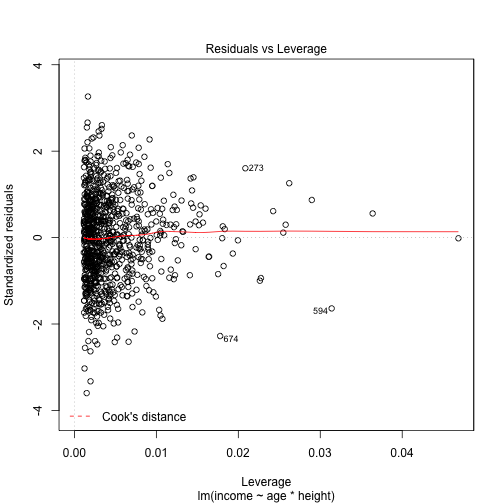 Residuals vs Leverage
Standardized residuals
4
2
0
-2
-4
273
594
674
Cook's distance
0.00 0.01 0.02 0.03 0.04
Leverage
lm(income ~ age * height)